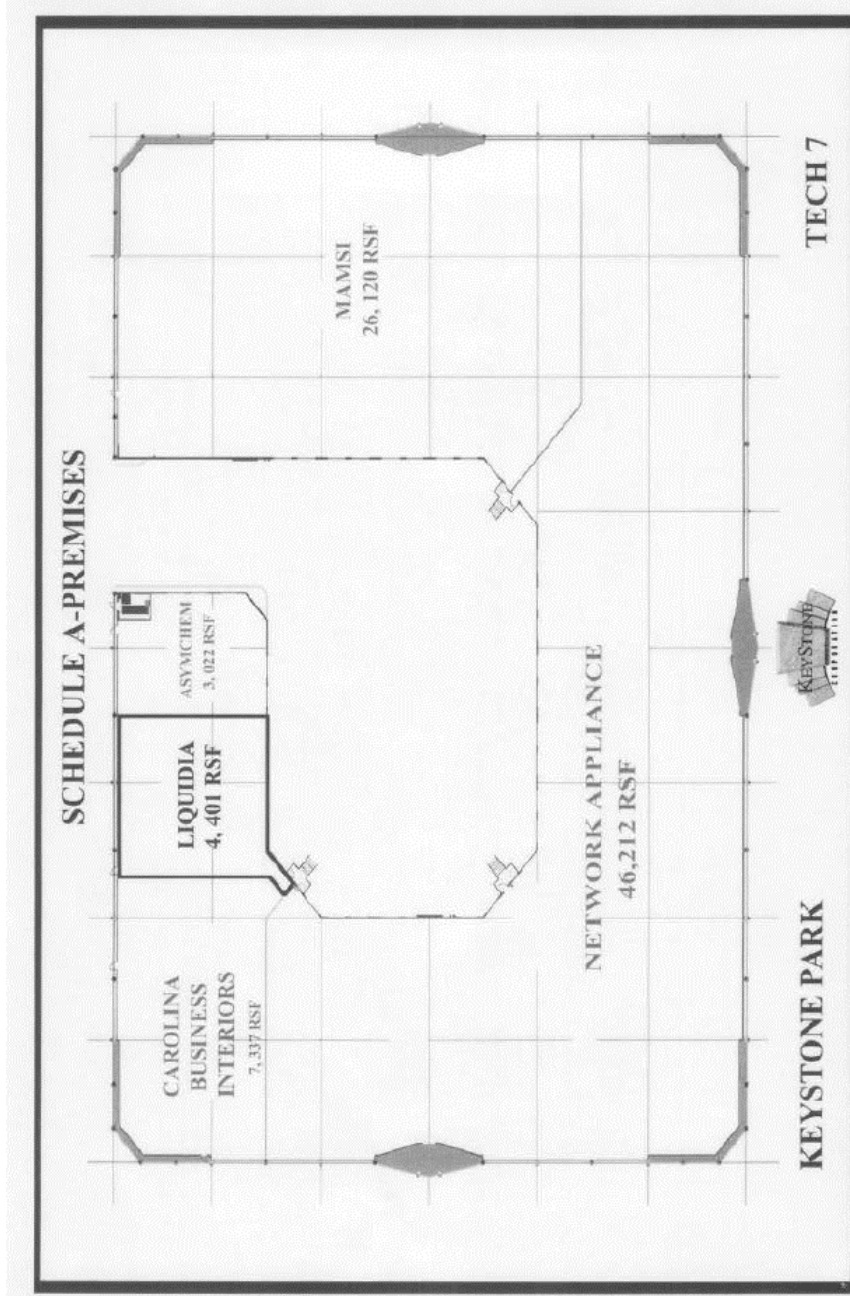 SCHEDULE A-PREMISES
CAROLINA
BUSINESS
INTERIORS
7,337 RSF
LIQUIDIA
4, 401 RSF
ASYMCHEM
3, 022 RSF
MAMSI
26, 120 RSF
NETWORK APPLIANCE
46,212 RSF
KEYSTONE PARK
KEYSTONE
CORPORATION
TECH 7